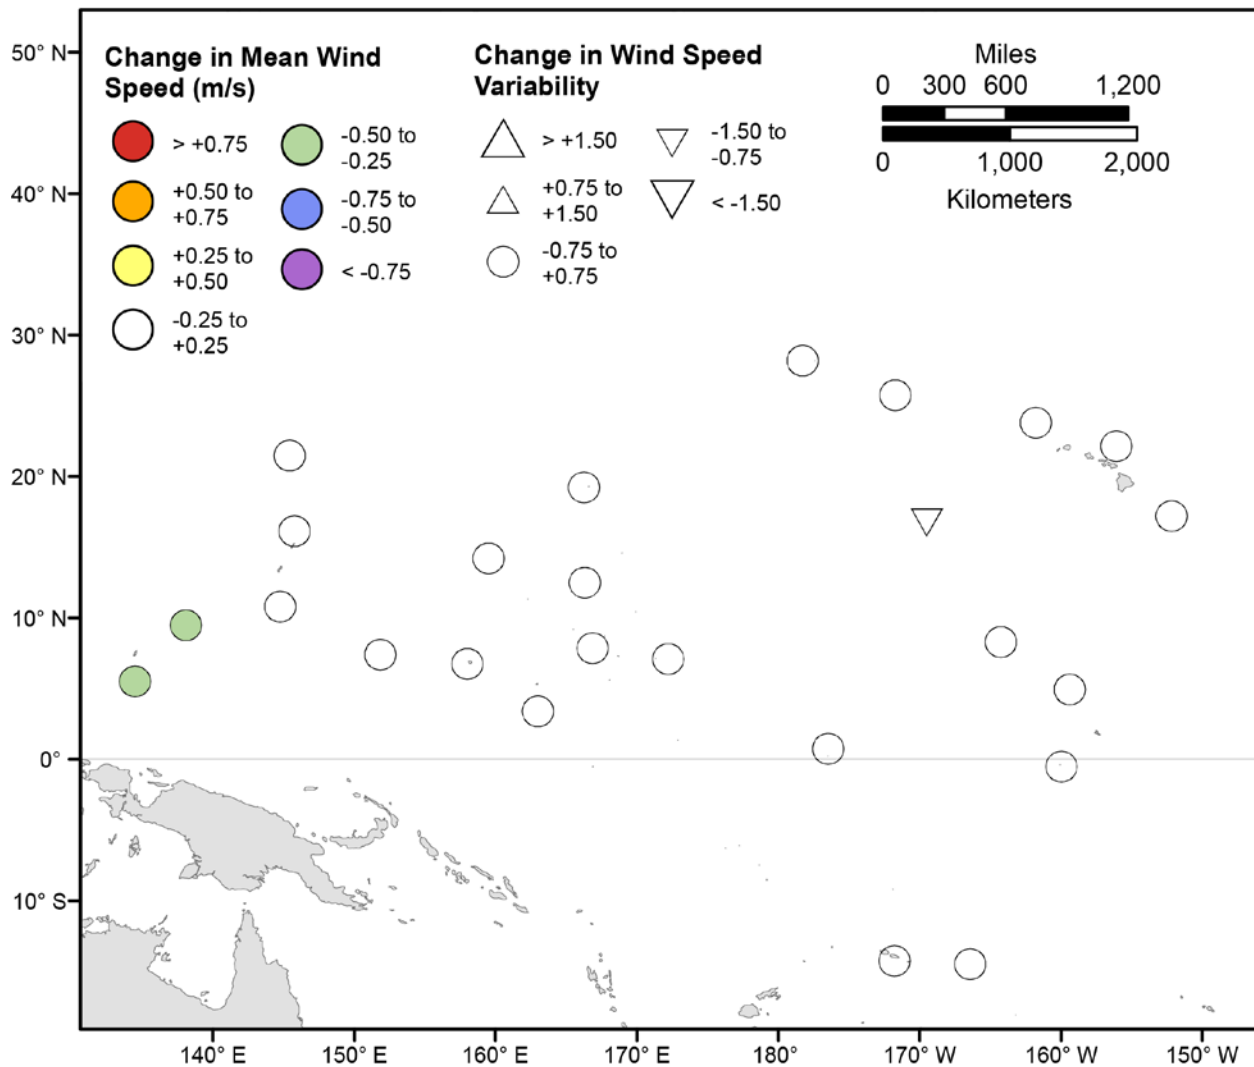 Change in Mean Wind
Speed (m/s)
> +0.75
+0.50 to
+0.75
+0.25 to
+0.50
-0.25 to
+0.25
-0.50 to
-0.25
-0.75 to
-0.50
< -0.75
Change in Wind Speed
Variability
> +1.50
+0.75 to
+1.50
-0.75 to
+0.75
-1.50 to
-0.75
< -1.50
Miles
0 300 600 1,200
0 1,000 2,000
Kilometers
50° N
40° N
30° N
20° N
10° N
0°
10° S
140° E 150° E 160° E 170° E 180° 170° W 160° W 150° W